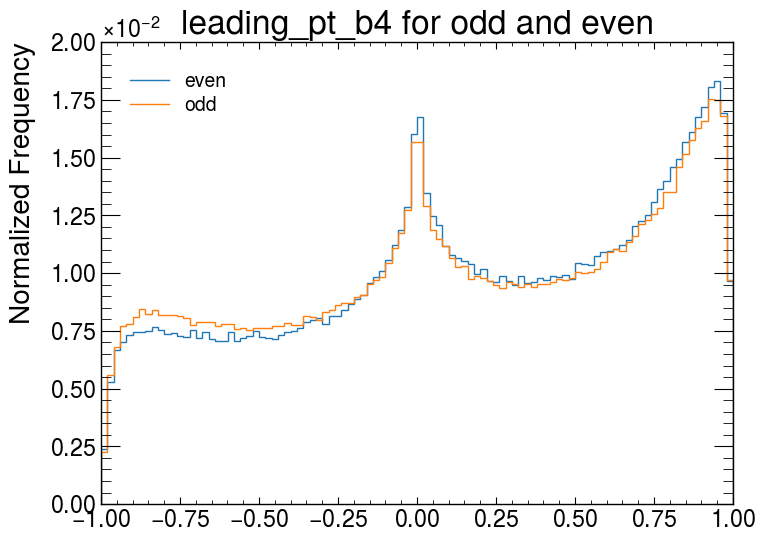 ×10⁻² leading_pt_b4 for odd and even
Normalized Frequency
even
odd
2.00
1.75
1.50
1.25
1.00
0.75
0.50
0.25
0.00
−1.00 −0.75 −0.50 −0.25 0.00 0.25 0.50 0.75 1.00